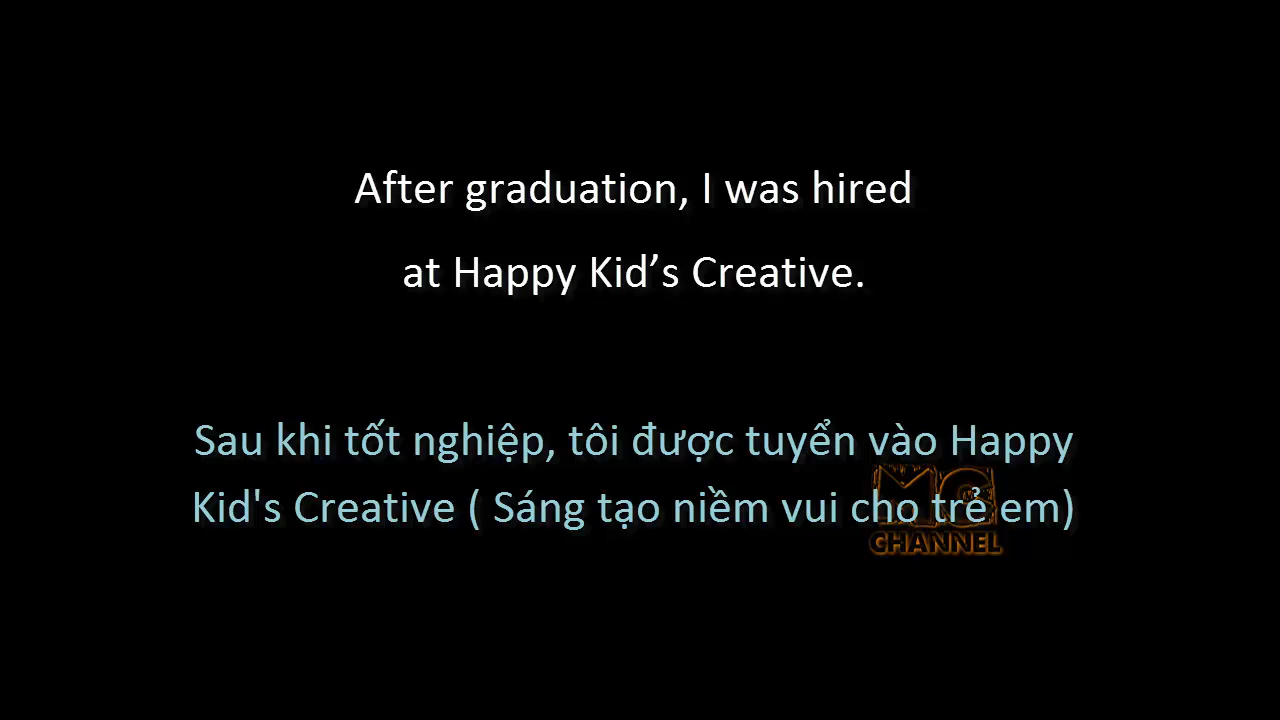 After graduation, I was hired
at Happy Kid’s Creative.
Sau khi tốt nghiệp, tôi được tuyển vào Happy
Kid's Creative ( Sáng tạo niềm vui cho trẻ em)
MG
CHANNEL